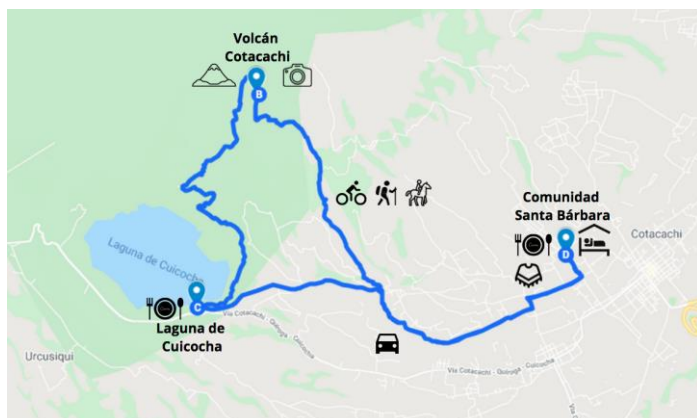 Volcán
Cotacachi
B
Comunidad
Santa Bárbara
Cotacachi
D
Laguna de Cuicocha
C
Laguna de
Cuicocha
Vía Cotacachi - Quiroga - Cuicocha
Urcusiqui
Vía Cotacachi - Quiroga - Cuicocha